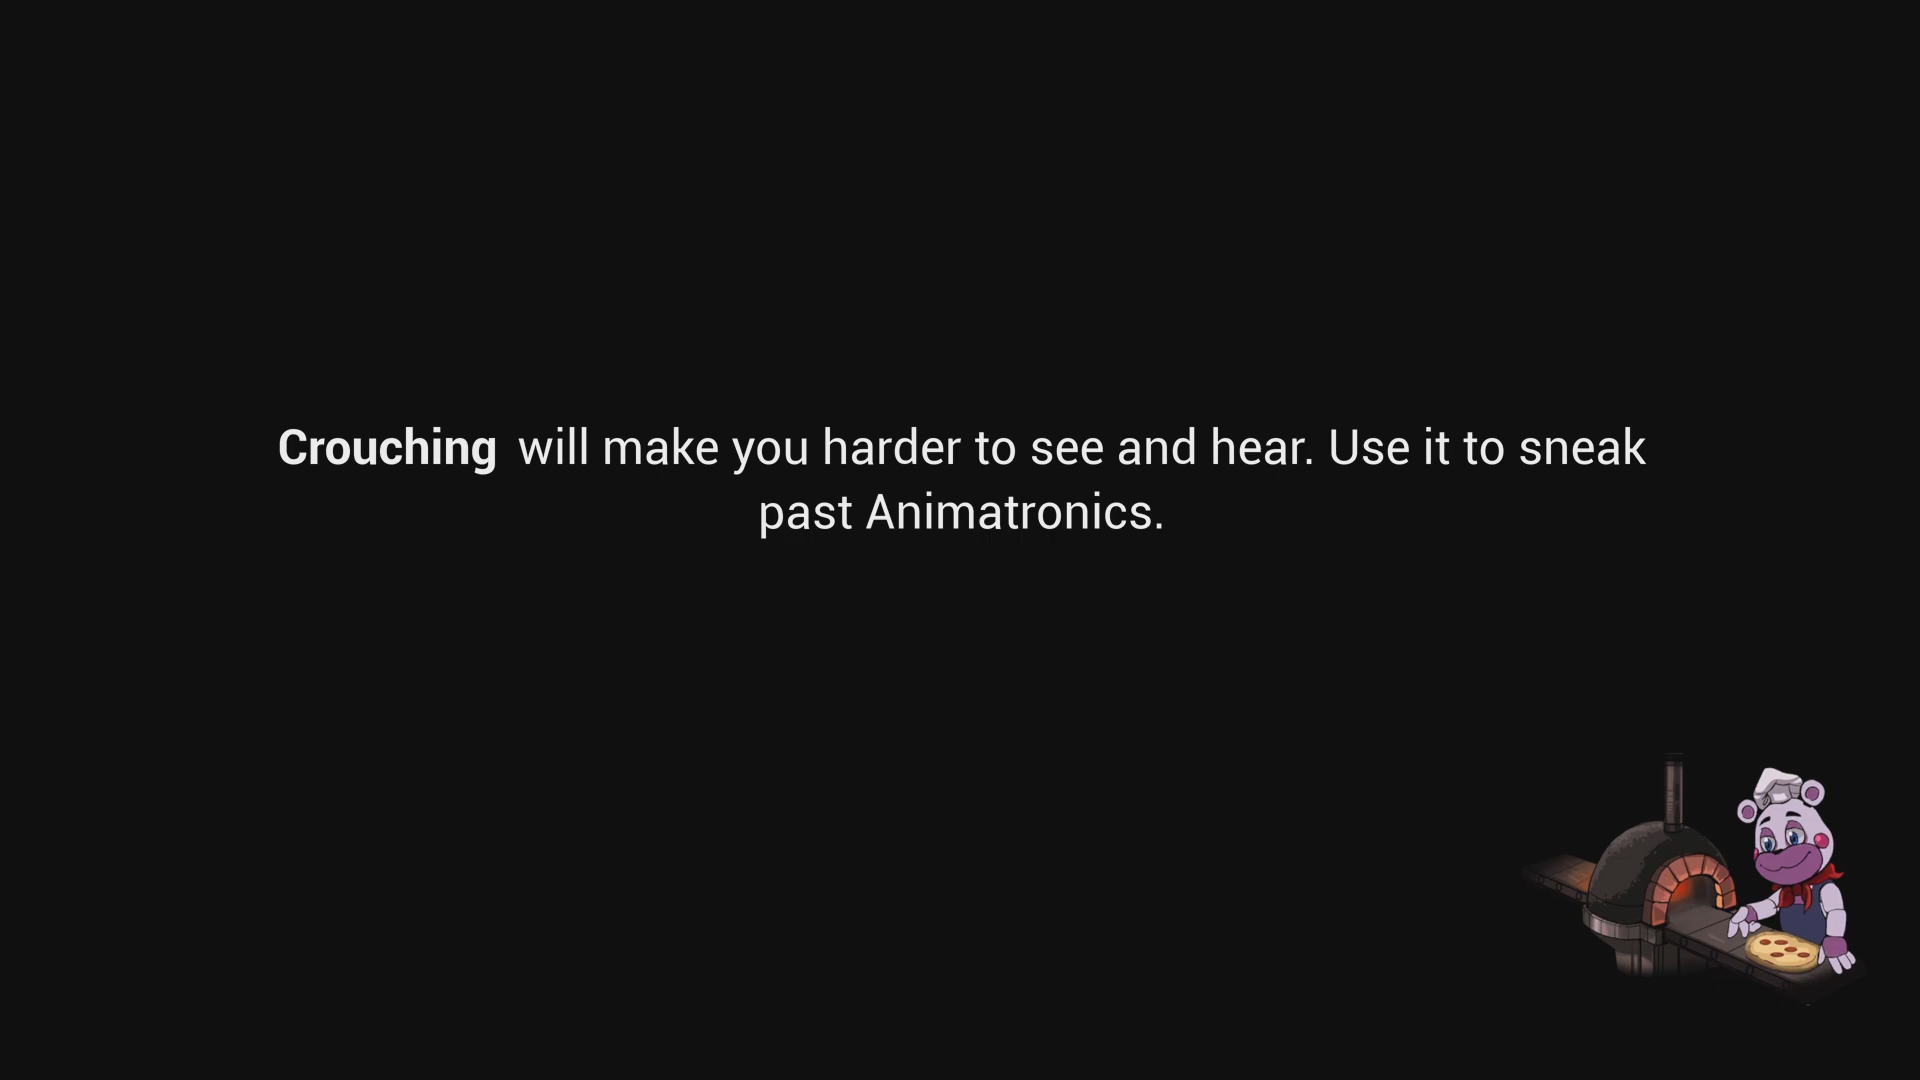 Crouching will make you harder to see and hear. Use it to sneak
past Animatronics.